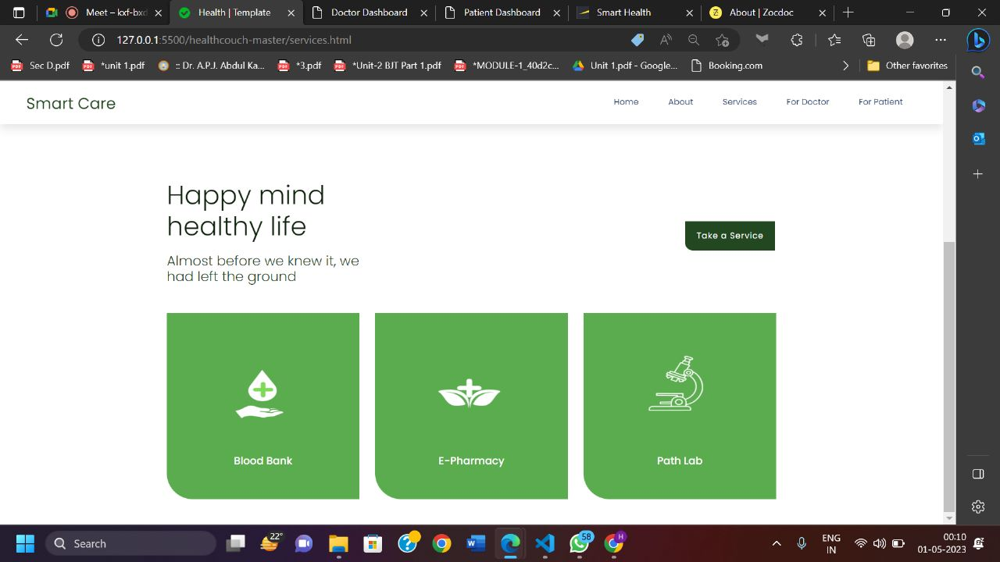 Meet – kxf-bxd
Health | Template
Doctor Dashboard
Patient Dashboard
Smart Health
About | Zocdoc
127.0.0.1:5500/healthcouch-master/services.html
Sec D.pdf
*unit 1.pdf
:: Dr. A.P.J. Abdul Ka...
*3.pdf
Unit-2 BJT Part 1.pdf
*MODULE-1_40d2c...
Unit 1.pdf - Google...
Booking.com
Other favorites
Smart Care
Home
About
Services
For Doctor
For Patient
Happy mind
healthy life
Almost before we knew it, we
had left the ground
Take a Service
Blood Bank
E-Pharmacy
Path Lab
Search
22°
58
H
ENG
IN
00:10
01-05-2023